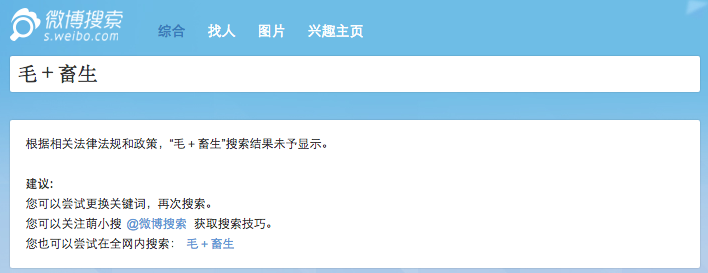 微博搜索
s.weibo.com
综合 找人 图片 兴趣主页
毛+畜生
根据相关法律法规和政策，"毛+畜生"搜索结果未予显示。
建议:
您可以尝试更换关键词，再次搜索。
您可以关注萌小搜 @微博搜索 获取搜索技巧。
您也可以尝试在全网内搜索： 毛+畜生